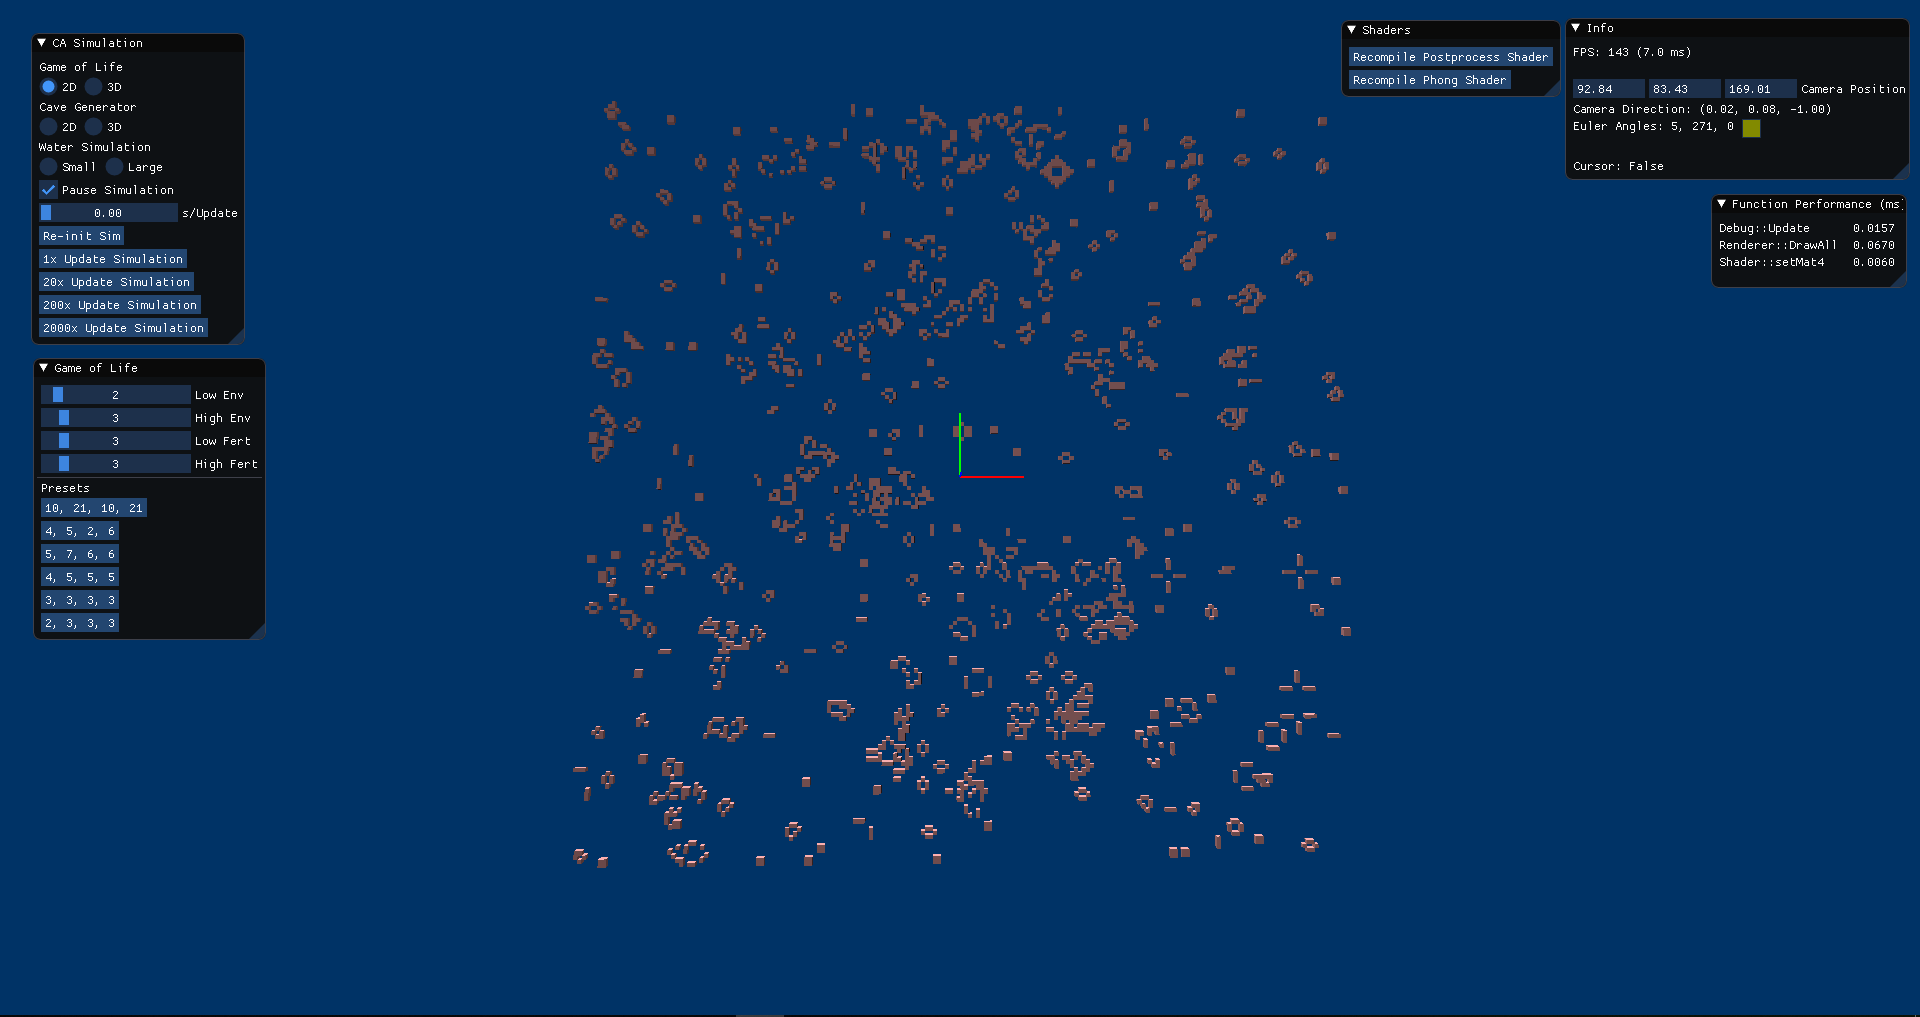 CA Simulation
Game of Life
2D 3D
Cave Generator
2D 3D
Water Simulation
Small Large
Pause Simulation
0.00 s/Update
Re-init Sim
1x Update Simulation
20x Update Simulation
200x Update Simulation
2000x Update Simulation
Game of Life
2 Low Env
3 High Env
3 Low Fert
3 High Fert
Presets
10, 21, 10, 21
4, 5, 2, 6
5, 7, 6, 6
4, 5, 5, 5
3, 3, 3, 3
2, 3, 3, 3
Shaders
Recompile Postprocess Shader
Recompile Phong Shader
Info
FPS: 143 (7.0 ms)
92.84 83.43 169.01 Camera Position
Camera Direction: (0.02, 0.08, -1.00)
Euler Angles: 5, 271, 0
Cursor: False
Function Performance (ms
Debug::Update 0.0157
Renderer::DrawAll 0.0670
Shader::setMat4 0.0060